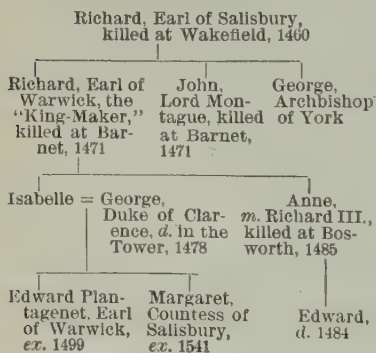 Richard, Earl of Salisbury,
killed at Wakefield, 1460
Richard, Earl of
Warwick, the
"King-Maker,"
killed at Bar-
net, 1471
John,
Lord Mon-
tague, killed
at Barnet,
1471
George,
Archbishop
of York
Isabelle = George,
Duke of Clar-
ence, d. in the
Tower, 1478
Anne,
m. Richard III.,
killed at Bos-
worth, 1485
Edward Plan-
tagenet, Earl
of Warwick,
ex. 1499
Margaret,
Countess of
Salisbury,
ex. 1541
Edward,
d. 1484